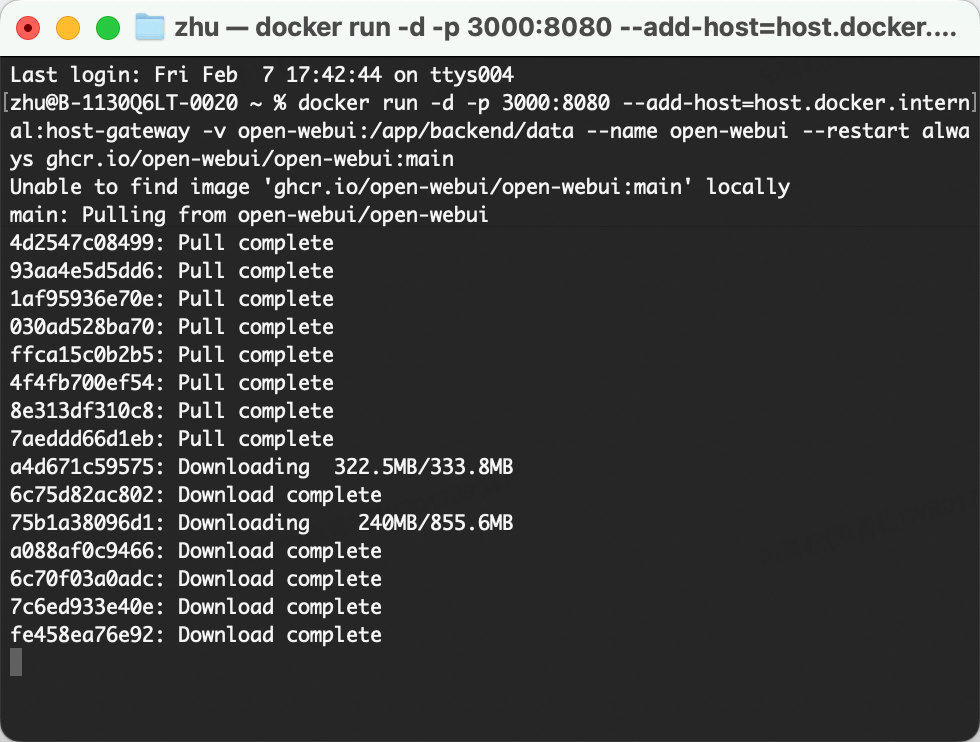 zhu — docker run -d -p 3000:8080 --add-host=host.docker.…
Last login: Fri Feb  7 17:42:44 on ttys004
[zhu@B-1130Q6LT-0020 ~ % docker run -d -p 3000:8080 --add-host=host.docker.intern]
al:host-gateway -v open-webui:/app/backend/data --name open-webui --restart alwa
ys ghcr.io/open-webui/open-webui:main
Unable to find image 'ghcr.io/open-webui/open-webui:main' locally
main: Pulling from open-webui/open-webui
4d2547c08499: Pull complete
93aa4e5d5dd6: Pull complete
1af95936e70e: Pull complete
030ad528ba70: Pull complete
ffca15c0b2b5: Pull complete
4f4fb700ef54: Pull complete
8e313df310c8: Pull complete
7aeddd66d1eb: Pull complete
a4d671c59575: Downloading  322.5MB/333.8MB
6c75d82ac802: Download complete
75b1a38096d1: Downloading    240MB/855.6MB
a088af0c9466: Download complete
6c70f03a0adc: Download complete
7c6ed933e40e: Download complete
fe458ea76e92: Download complete